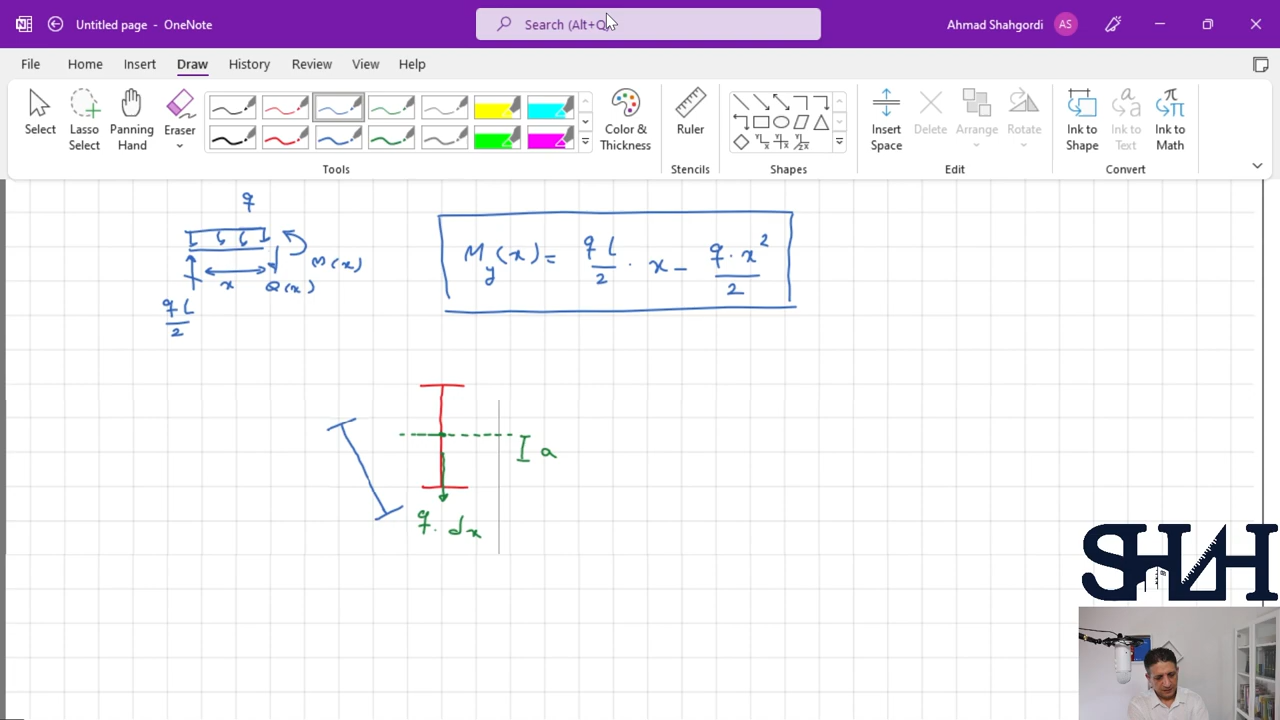 Untitled page - OneNote
Search (Alt+Q)
Ahmad Shahgordi AS
File Home Insert Draw History Review View Help
Select
Lasso Select
Panning Hand
Eraser
Color & Thickness
Ruler
Insert Space
Delete
Arrange
Rotate
Ink to Shape
Ink to Text
Ink to Math
Tools Stencils Shapes Edit Convert
q
M(x)
x
Q(x)
qL/2
M_y(x) = qL/2 · x - q·x²/2
I a
q. dx
SHAH